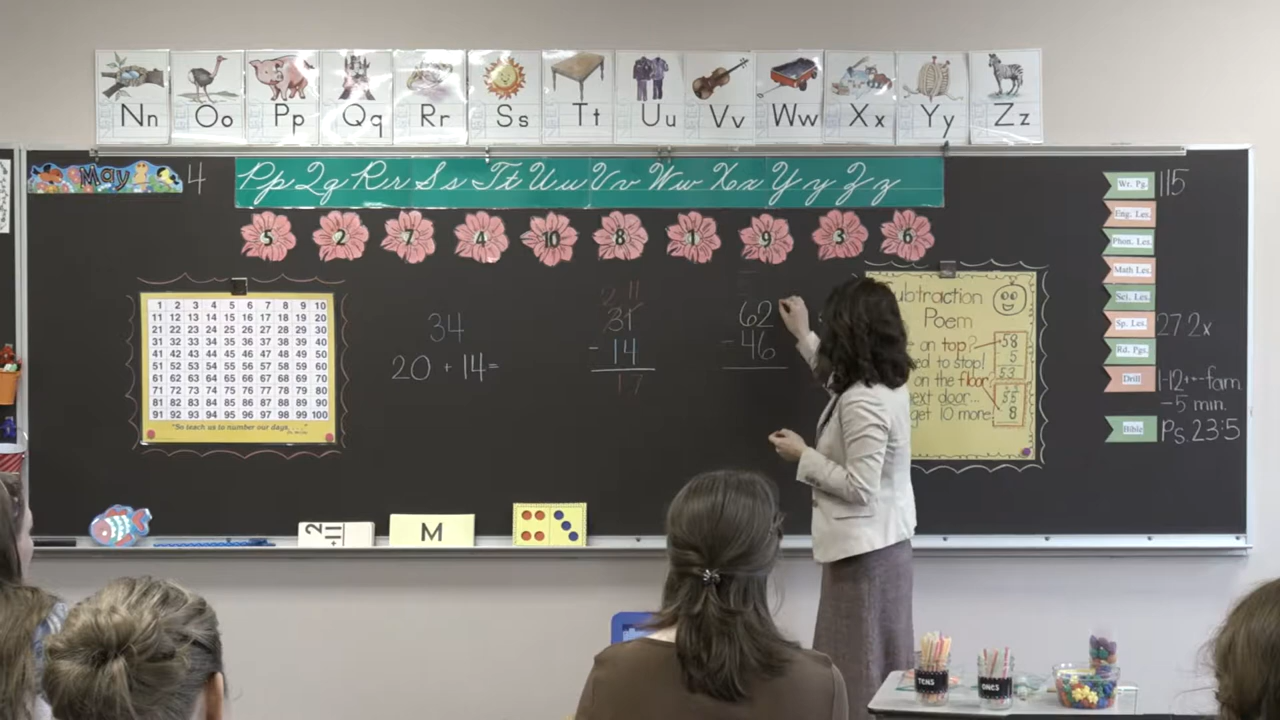 Nn Oo Pp Qq Rr Ss Tt Uu Vv Ww Xx Yy Zz
May 4
Pp Qq Rr Ss Tt Uu Vv Ww Xx Yy Zz
5 2 7 4 10 8 1 9 3 6
1 2 3 4 5 6 7 8 9 10
11 12 13 14 15 16 17 18 19 20
21 22 23 24 25 26 27 28 29 30
31 32 33 34 35 36 37 38 39 40
41 42 43 44 45 46 47 48 49 50
51 52 53 54 55 56 57 58 59 60
61 62 63 64 65 66 67 68 69 70
71 72 73 74 75 76 77 78 79 80
81 82 83 84 85 86 87 88 89 90
91 92 93 94 95 96 97 98 99 100
"So teach us to number our days, . . . ."
34
20 + 14 =
2 11
31
- 14
17
62
- 46
ubtraction
Poem
on top?
ed to stop!
on the floor
ext door...
get 10 more!
58
5
53
55
8
Wr. Pg. 115
Eng. Les.
Phon. Les.
Math Les.
Sci. Les.
Sp. Les. 27 2x
Rd. Pgs.
Drill 1-12+--fam
-5 min.
Bible Ps. 23:5
M
TENS
ONES